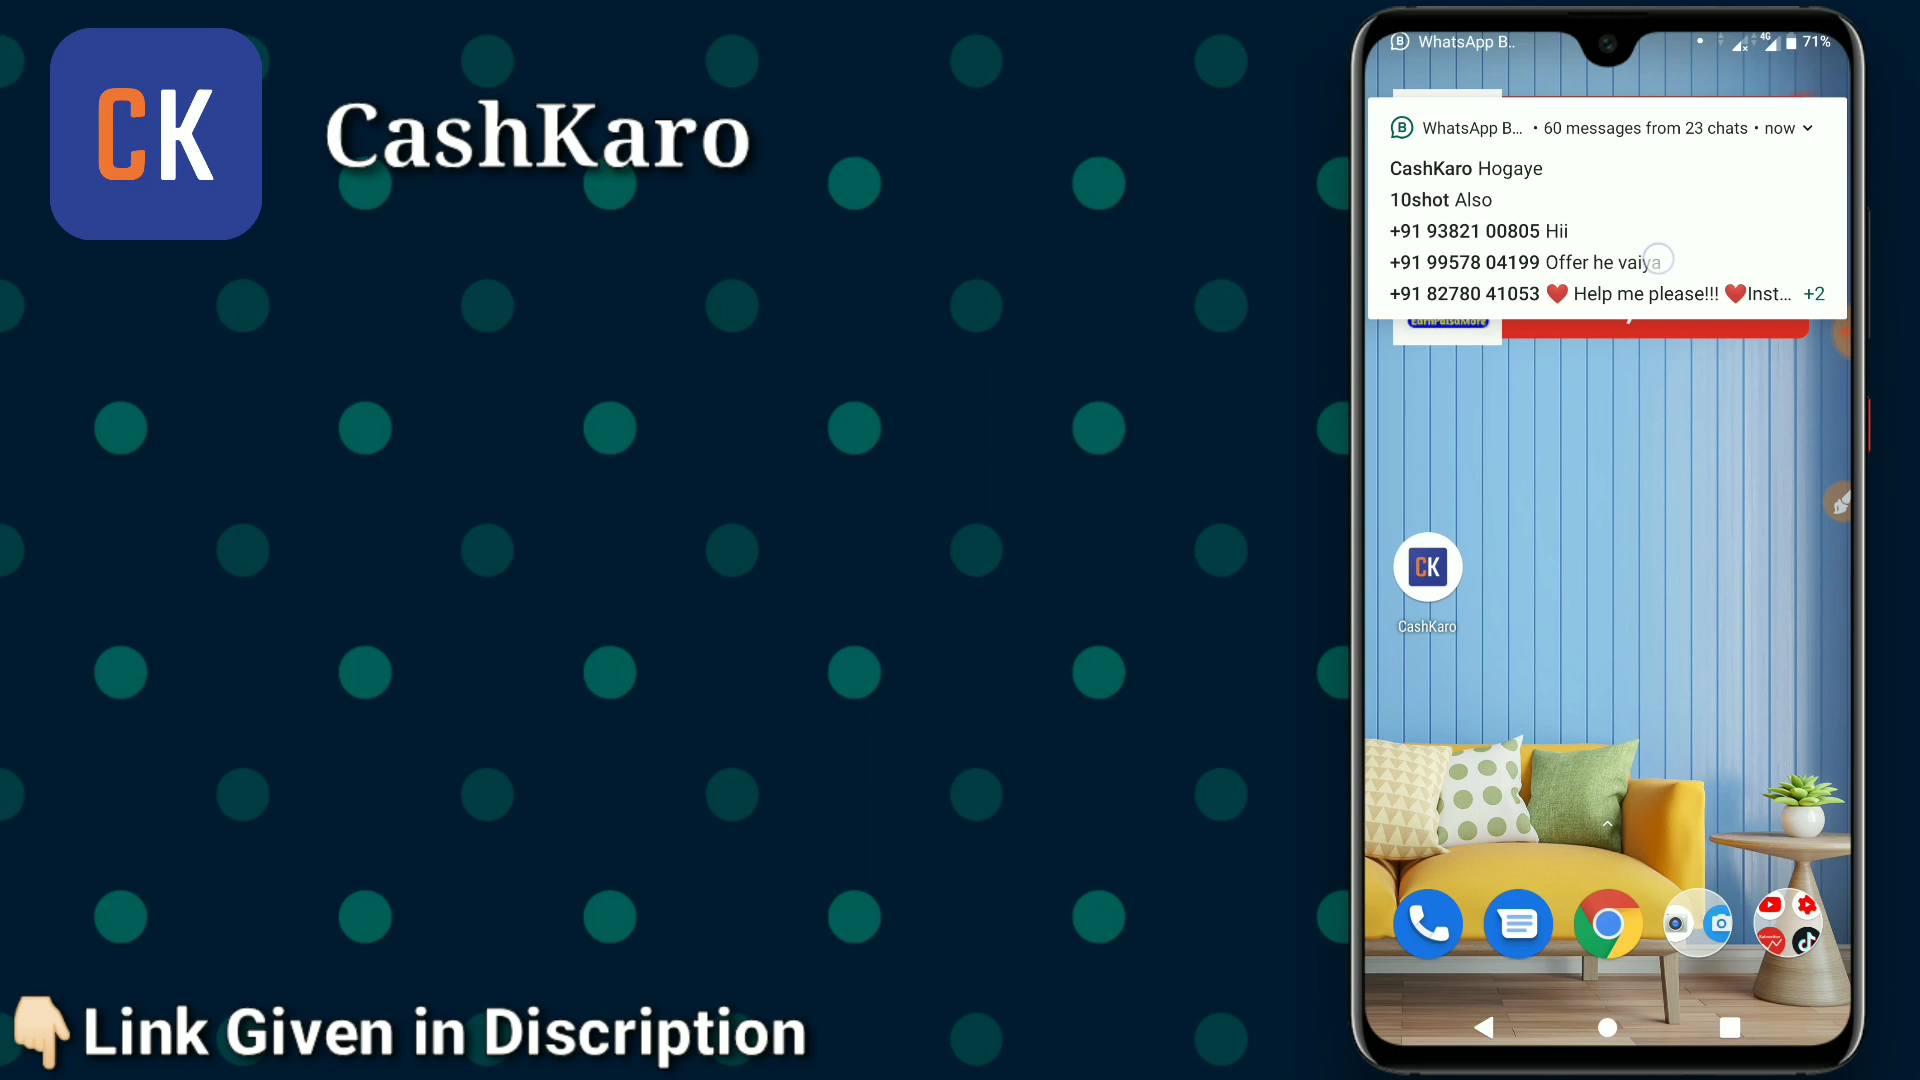 CK
CashKaro
WhatsApp B..
4G
71%
WhatsApp B... • 60 messages from 23 chats • now
CashKaro Hogaye
10shot Also
+91 93821 00805 Hii
+91 99578 04199 Offer he vaiya
+91 82780 41053 ❤️ Help me please!!! ❤️Inst... +2
EarnPaisaMore
CK
CashKaro
👇Link Given in Discription